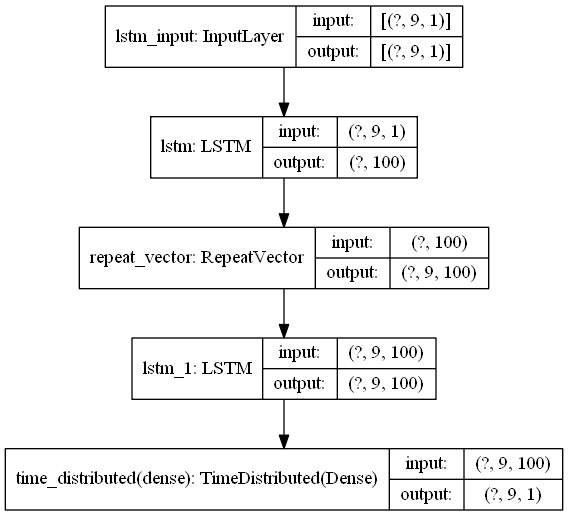 lstm_input: InputLayer
input:
[(?, 9, 1)]
output:
[(?, 9, 1)]
lstm: LSTM
input:
(?, 9, 1)
output:
(?, 100)
repeat_vector: RepeatVector
input:
(?, 100)
output:
(?, 9, 100)
lstm_1: LSTM
input:
(?, 9, 100)
output:
(?, 9, 100)
time_distributed(dense): TimeDistributed(Dense)
input:
(?, 9, 100)
output:
(?, 9, 1)